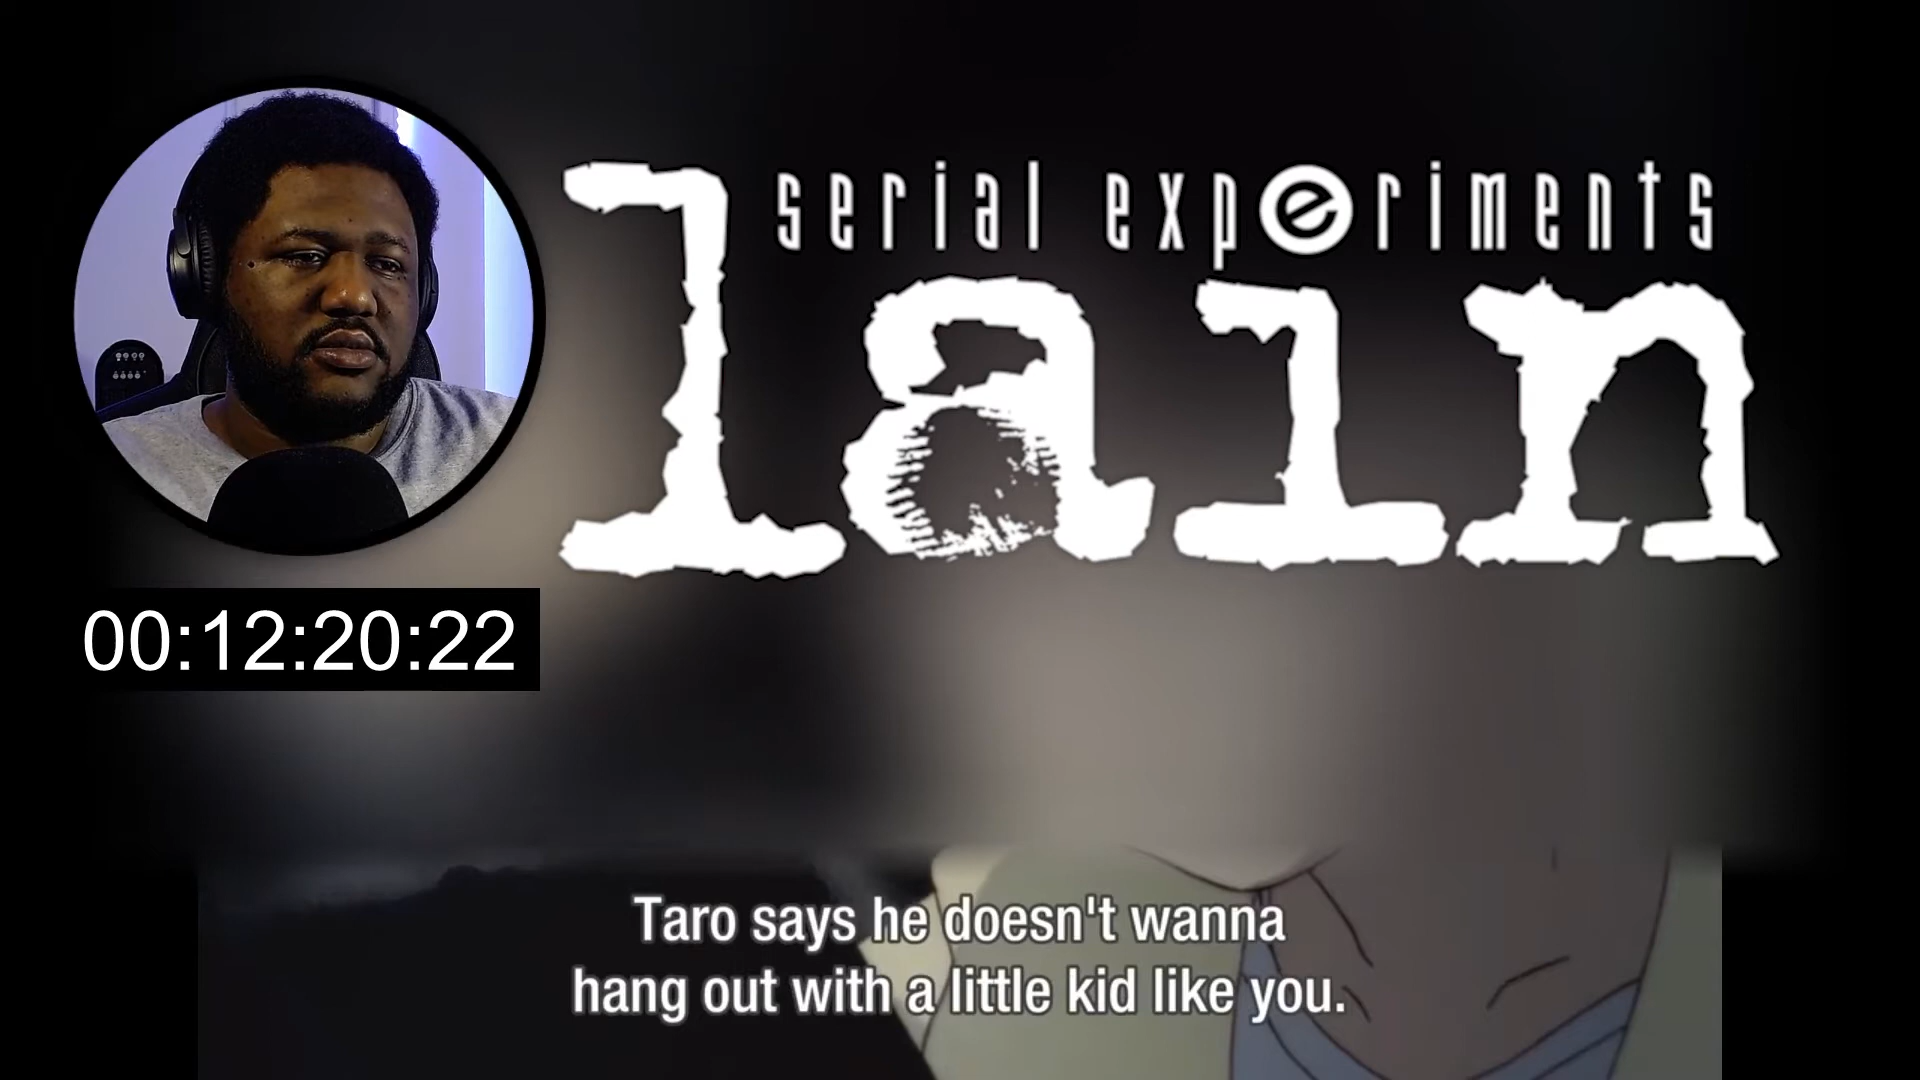 serial experiments
lain
00:12:20:22
Taro says he doesn't wanna
hang out with a little kid like you.